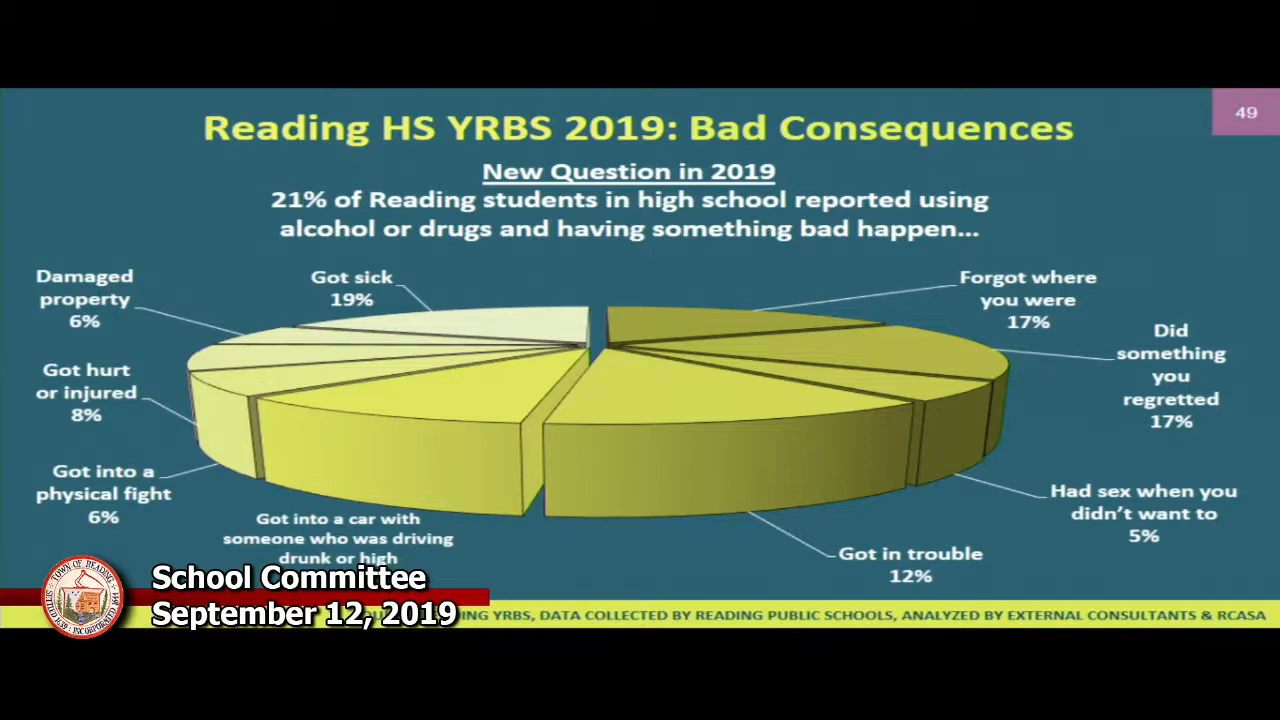 49
Reading HS YRBS 2019: Bad Consequences
New Question in 2019
21% of Reading students in high school reported using
alcohol or drugs and having something bad happen...
Damaged
property
6%
Got sick
19%
Forgot where
you were
17%
Did
something
you
regretted
17%
Got hurt
or injured
8%
Got into a
physical fight
6%
Got into a car with
someone who was driving
drunk or high
Had sex when you
didn't want to
5%
Got in trouble
12%
School Committee
September 12, 2019
TOWN OF READING
YRBS, DATA COLLECTED BY READING PUBLIC SCHOOLS, ANALYZED BY EXTERNAL CONSULTANTS & RCASA